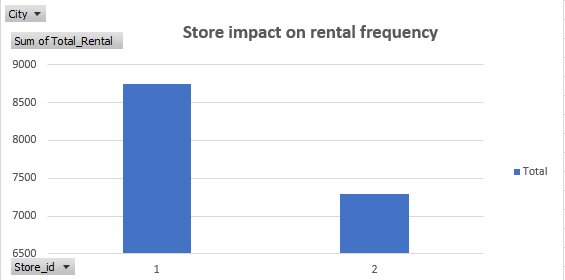 City
Sum of Total_Rental
Store impact on rental frequency
9000
8500
8000
7500
7000
6500
Total
1
2
Store_id